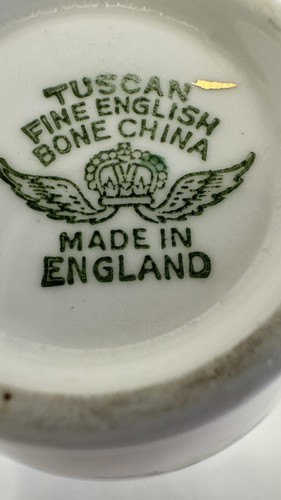 TUSCAN
FINE ENGLISH
BONE CHINA
MADE IN
ENGLAND